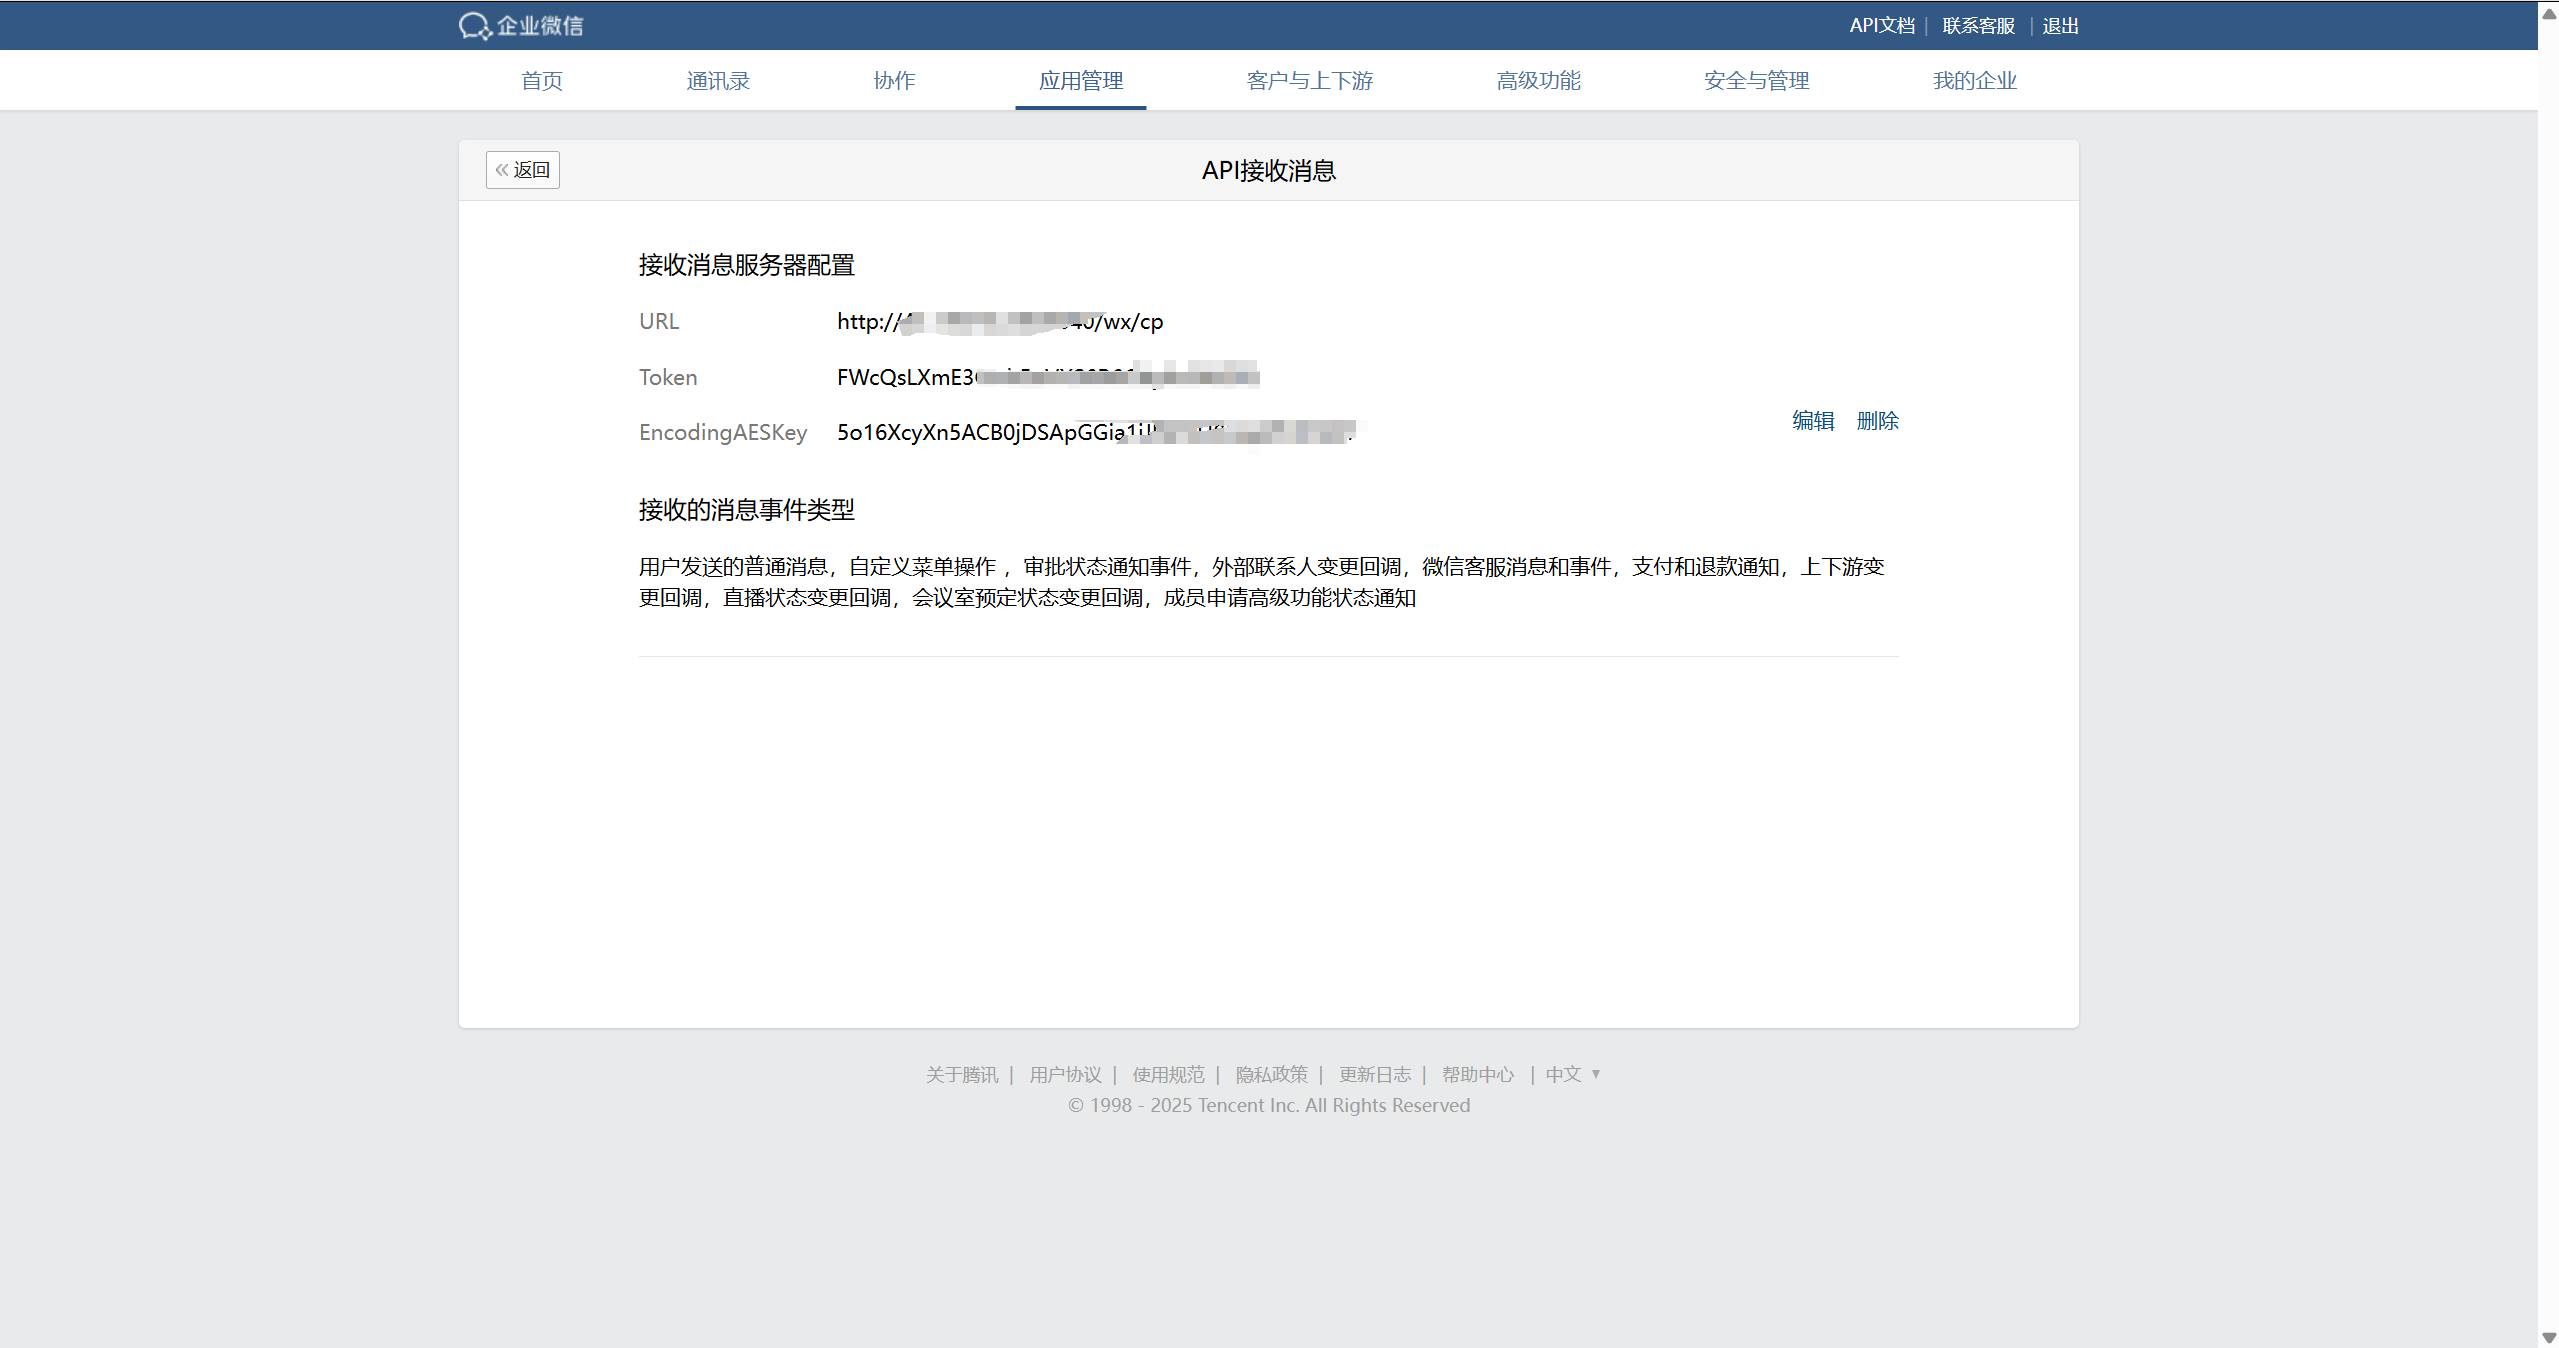 企业微信
API文档 | 联系客服 | 退出
首页 通讯录 协作 应用管理 客户与上下游 高级功能 安全与管理 我的企业
« 返回
API接收消息
接收消息服务器配置
URL http:// /wx/cp
Token FWcQsLXmE3
EncodingAESKey 5o16XcyXn5ACB0jDSApGGia1
编辑 删除
接收的消息事件类型
用户发送的普通消息，自定义菜单操作 ，审批状态通知事件，外部联系人变更回调，微信客服消息和事件，支付和退款通知，上下游变
更回调，直播状态变更回调，会议室预定状态变更回调，成员申请高级功能状态通知
关于腾讯 | 用户协议 | 使用规范 | 隐私政策 | 更新日志 | 帮助中心 | 中文 ▼
© 1998 - 2025 Tencent Inc. All Rights Reserved